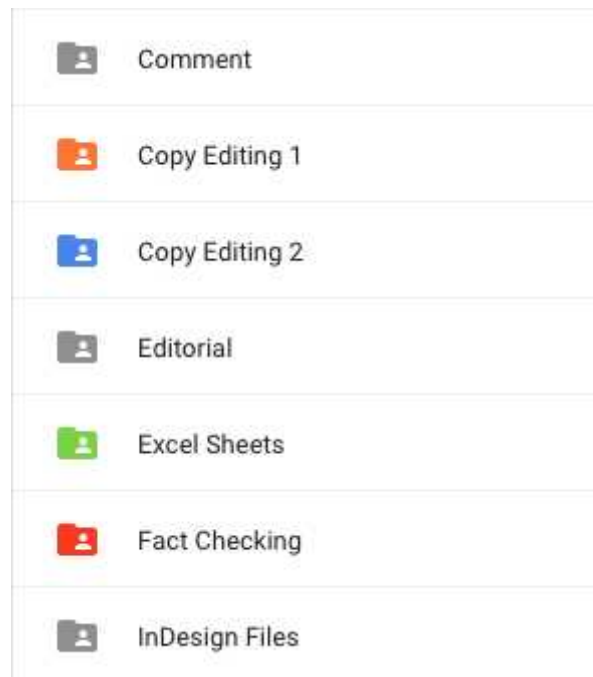 Comment
Copy Editing 1
Copy Editing 2
Editorial
Excel Sheets
Fact Checking
InDesign Files